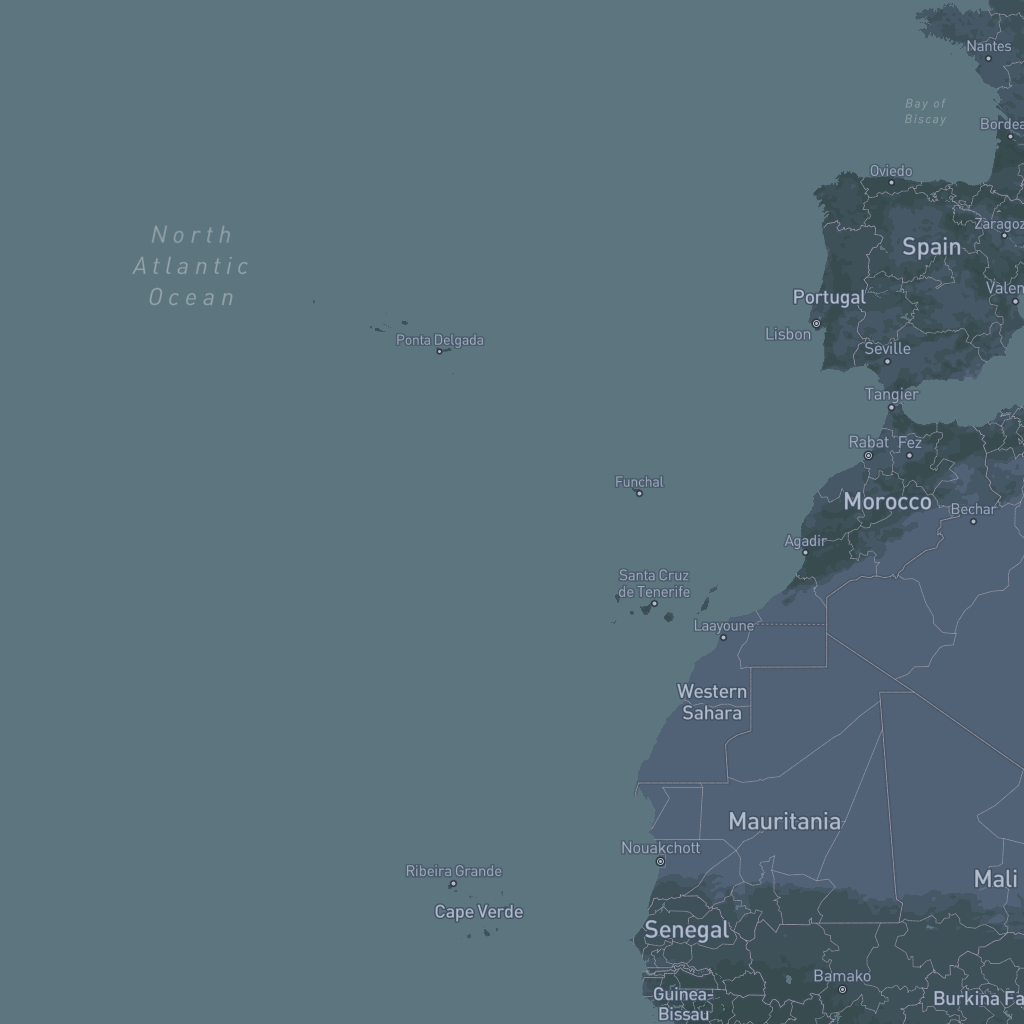 Nantes
Bay of
Biscay
Bordea
Oviedo
North
Atlantic
Ocean
Zaragoz
Spain
Portugal
Valen
Lisbon
Ponta Delgada
Seville
Tangier
Rabat
Fez
Funchal
Morocco
Bechar
Agadir
Santa Cruz
de Tenerife
Laayoune
Western
Sahara
Mauritania
Nouakchott
Ribeira Grande
Mali
Cape Verde
Senegal
Bamako
Guinea-
Bissau
Burkina Fa